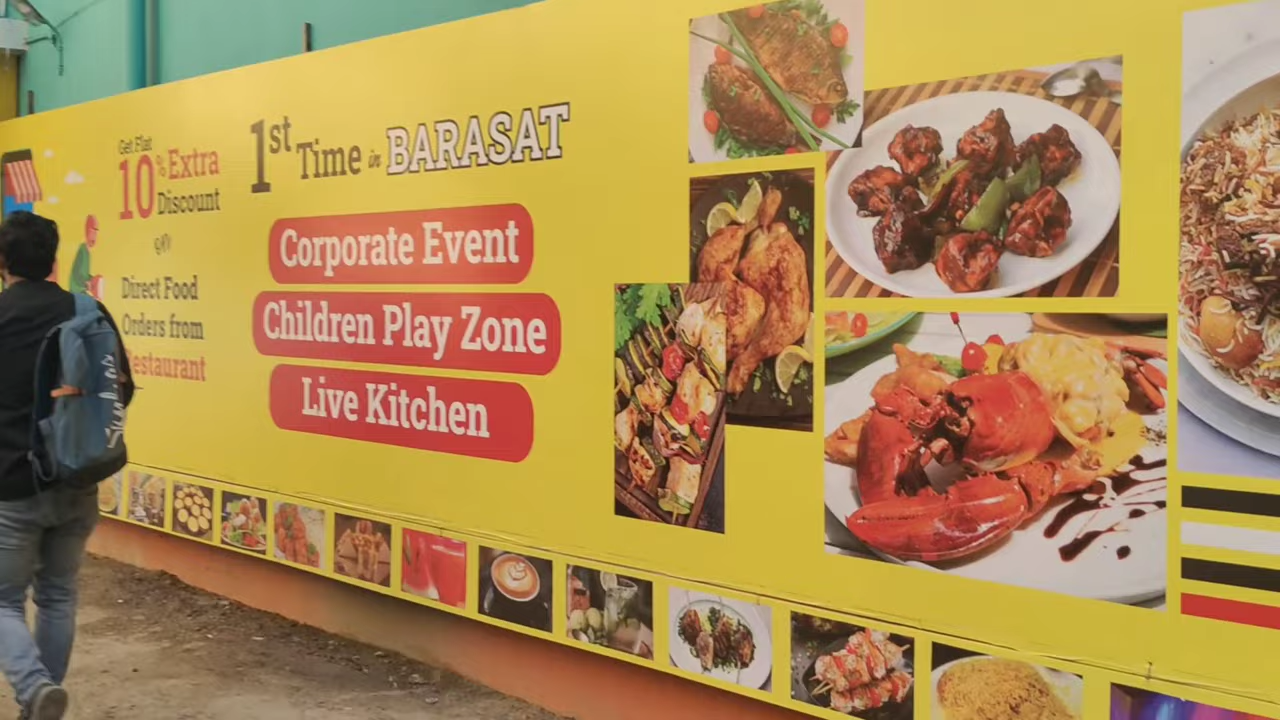 Get Flat
10% Extra
Discount
on
Direct Food
Orders from
Restaurant
1st Time in BARASAT
Corporate Event
Children Play Zone
Live Kitchen
Skybags